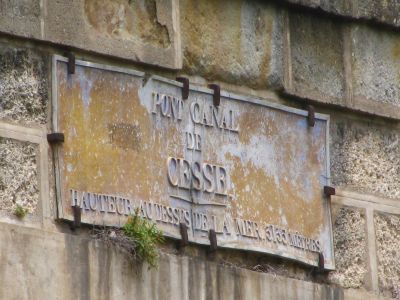 PONT CANAL
DE
CESSE
HAUTEUR AU DESSUS DE LA MER METRES